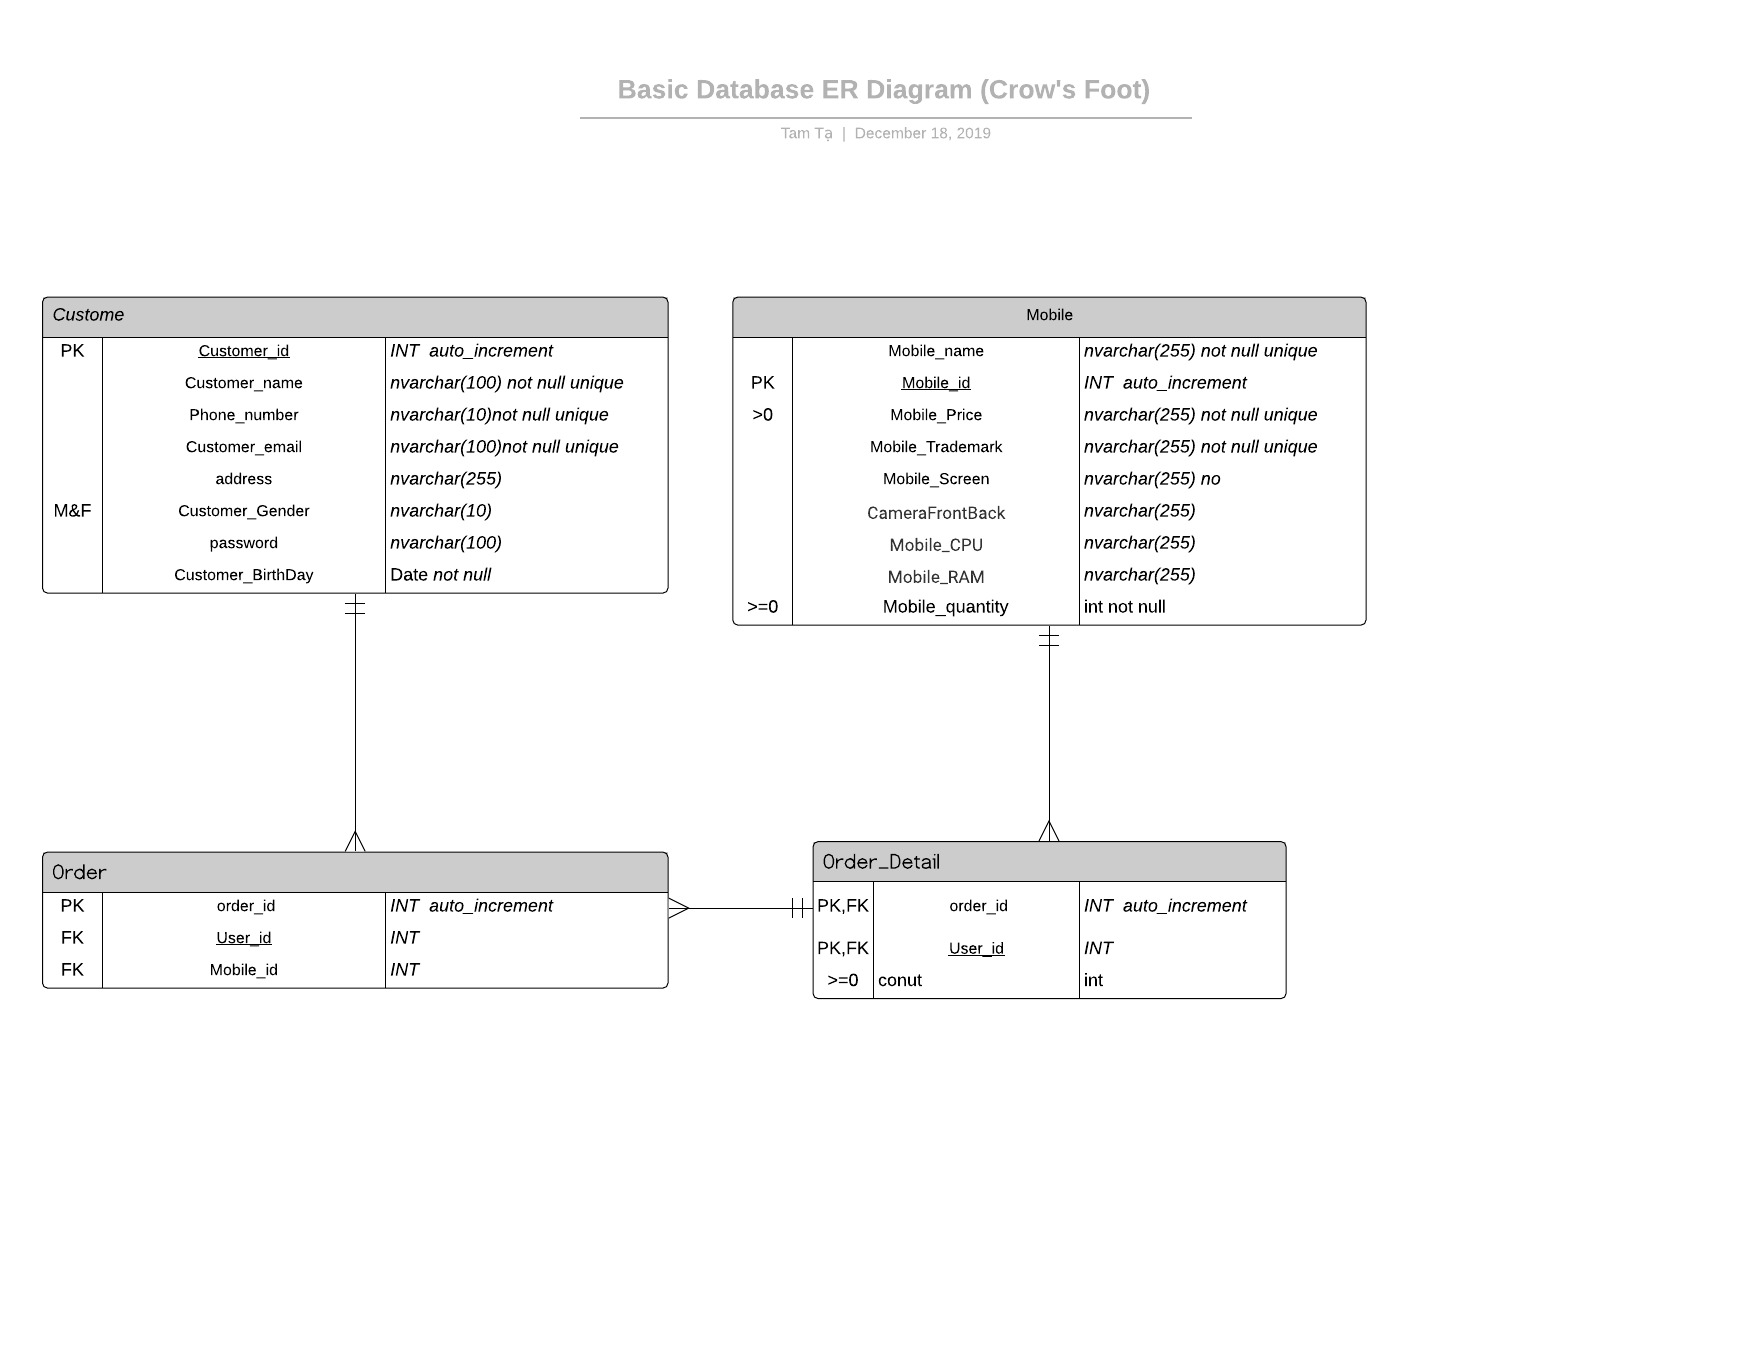 Basic Database ER Diagram (Crow's Foot)
Tam Tạ | December 18, 2019
Custome
PK Customer_id INT auto_increment
Customer_name nvarchar(100) not null unique
Phone_number nvarchar(10)not null unique
Customer_email nvarchar(100)not null unique
address nvarchar(255)
M&F Customer_Gender nvarchar(10)
password nvarchar(100)
Customer_BirthDay Date not null
Mobile
Mobile_name nvarchar(255) not null unique
PK Mobile_id INT auto_increment
>0 Mobile_Price nvarchar(255) not null unique
Mobile_Trademark nvarchar(255) not null unique
Mobile_Screen nvarchar(255) no
CameraFrontBack nvarchar(255)
Mobile_CPU nvarchar(255)
Mobile_RAM nvarchar(255)
>=0 Mobile_quantity int not null
Order
PK order_id INT auto_increment
FK User_id INT
FK Mobile_id INT
Order_Detail
PK,FK order_id INT auto_increment
PK,FK User_id INT
>=0 conut int